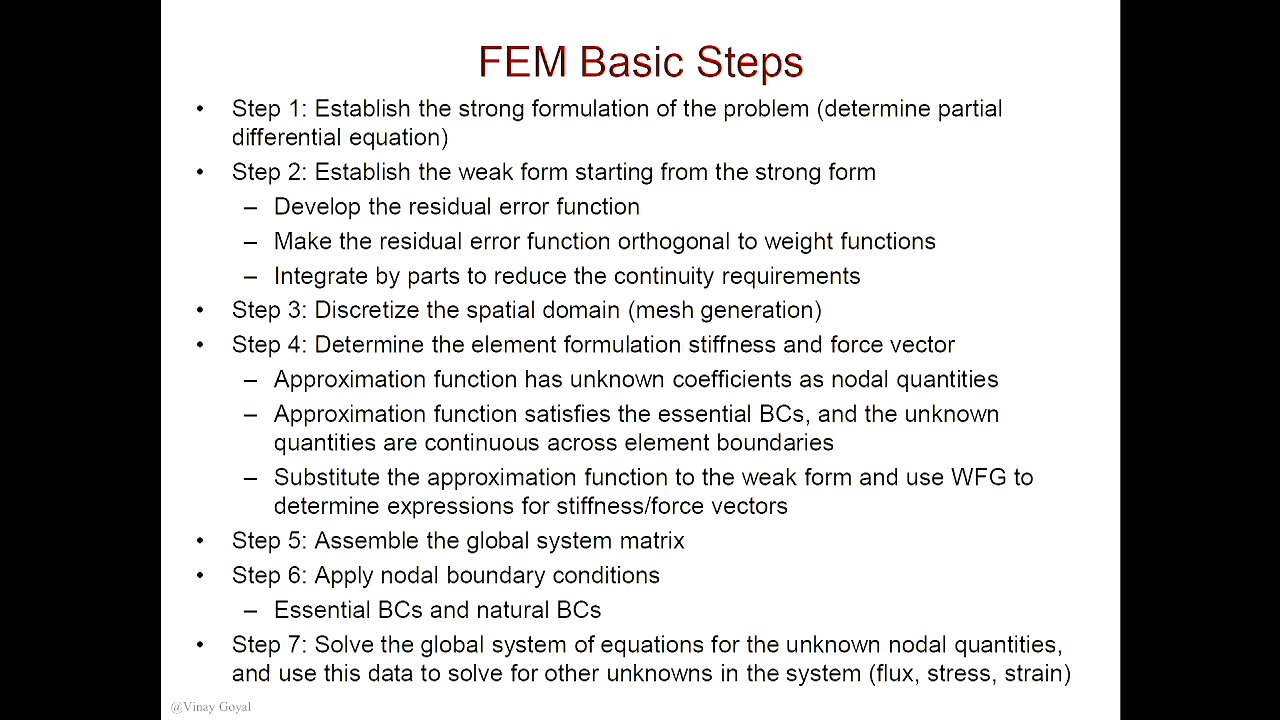 FEM Basic Steps
• Step 1: Establish the strong formulation of the problem (determine partial
differential equation)
• Step 2: Establish the weak form starting from the strong form
– Develop the residual error function
– Make the residual error function orthogonal to weight functions
– Integrate by parts to reduce the continuity requirements
• Step 3: Discretize the spatial domain (mesh generation)
• Step 4: Determine the element formulation stiffness and force vector
– Approximation function has unknown coefficients as nodal quantities
– Approximation function satisfies the essential BCs, and the unknown
quantities are continuous across element boundaries
– Substitute the approximation function to the weak form and use WFG to
determine expressions for stiffness/force vectors
• Step 5: Assemble the global system matrix
• Step 6: Apply nodal boundary conditions
– Essential BCs and natural BCs
• Step 7: Solve the global system of equations for the unknown nodal quantities,
and use this data to solve for other unknowns in the system (flux, stress, strain)
@Vinay Goyal